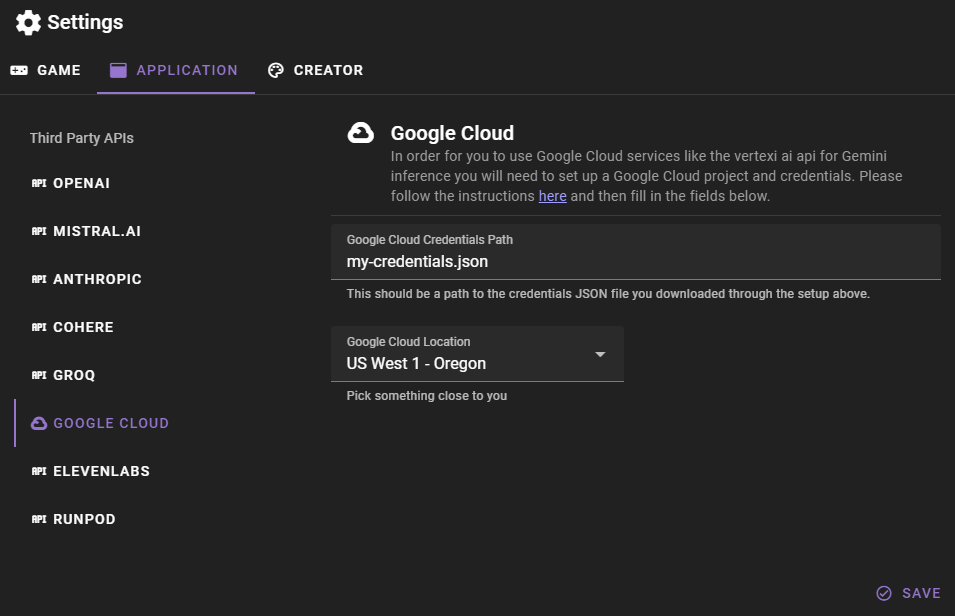 Settings
GAME
APPLICATION
CREATOR
Third Party APIs
API OPENAI
API MISTRAL.AI
API ANTHROPIC
API COHERE
API GROQ
GOOGLE CLOUD
API ELEVENLABS
API RUNPOD
Google Cloud
In order for you to use Google Cloud services like the vertexi ai api for Gemini
inference you will need to set up a Google Cloud project and credentials. Please
follow the instructions here and then fill in the fields below.
Google Cloud Credentials Path
my-credentials.json
This should be a path to the credentials JSON file you downloaded through the setup above.
Google Cloud Location
US West 1 - Oregon
Pick something close to you
SAVE